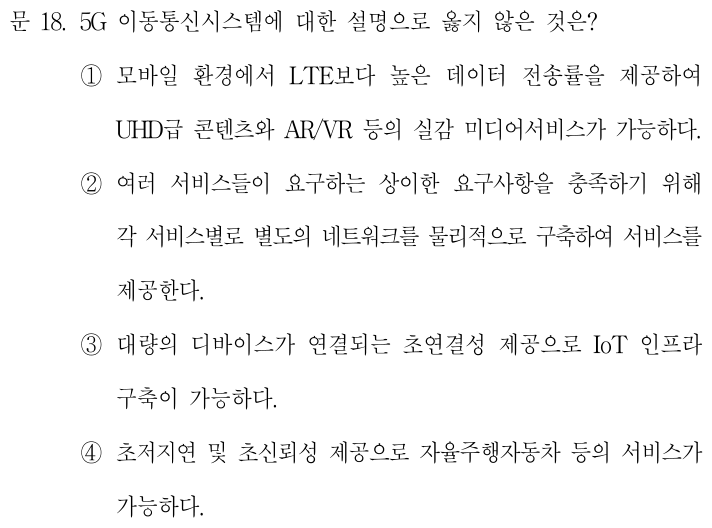 문 18. 5G 이동통신시스템에 대한 설명으로 옳지 않은 것은?
① 모바일 환경에서 LTE보다 높은 데이터 전송률을 제공하여
UHD급 콘텐츠와 AR/VR 등의 실감 미디어서비스가 가능하다.
② 여러 서비스들이 요구하는 상이한 요구사항을 충족하기 위해
각 서비스별로 별도의 네트워크를 물리적으로 구축하여 서비스를
제공한다.
③ 대량의 디바이스가 연결되는 초연결성 제공으로 IoT 인프라
구축이 가능하다.
④ 초저지연 및 초신뢰성 제공으로 자율주행자동차 등의 서비스가
가능하다.